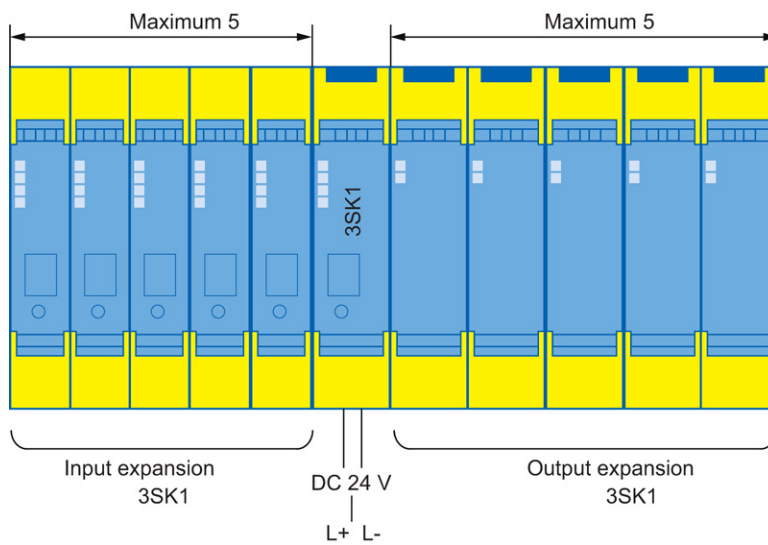 Maximum 5
Maximum 5
3SK1
Input expansion
3SK1
DC 24 V
L+ L-
Output expansion
3SK1